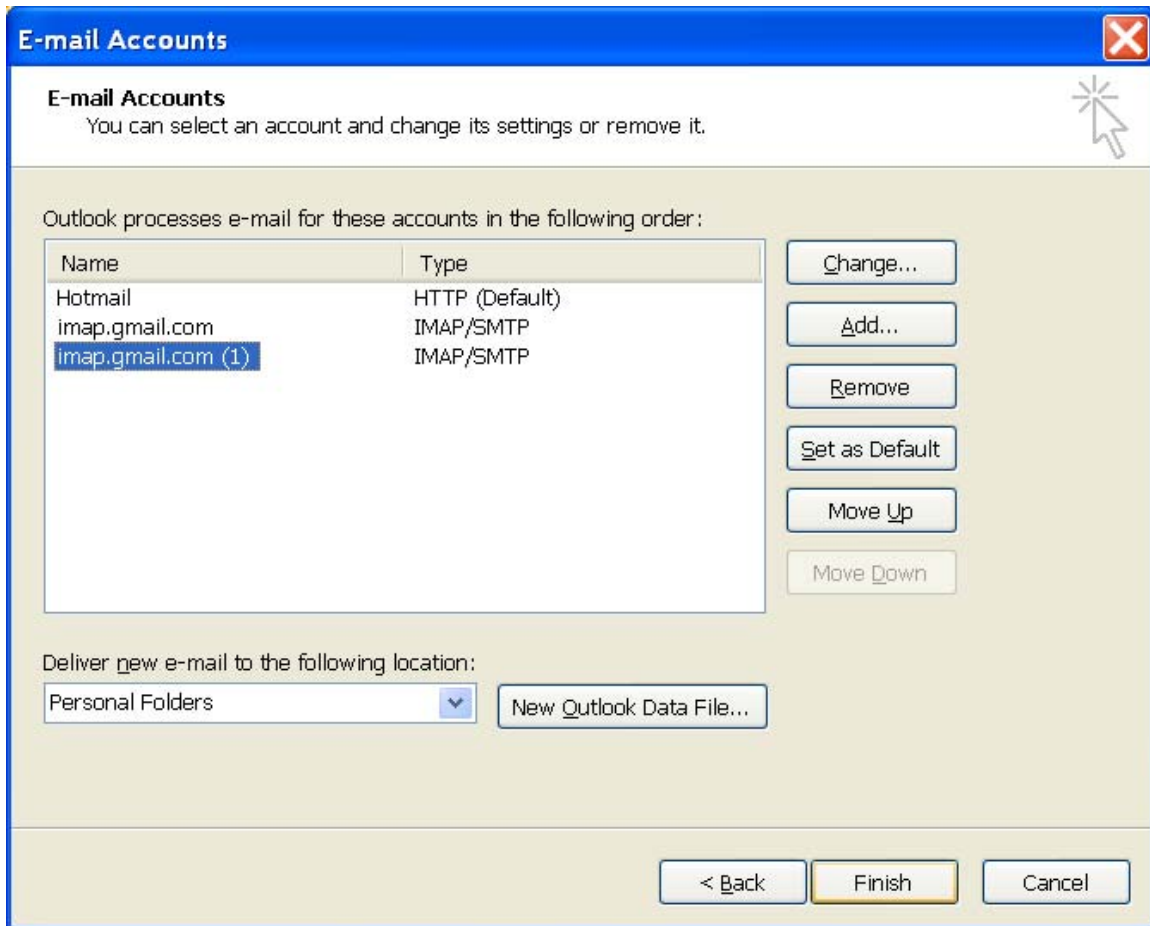 E-mail Accounts
E-mail Accounts
You can select an account and change its settings or remove it.
Outlook processes e-mail for these accounts in the following order:
Name Type
Hotmail HTTP (Default)
imap.gmail.com IMAP/SMTP
imap.gmail.com (1) IMAP/SMTP
Change...
Add...
Remove
Set as Default
Move Up
Move Down
Deliver new e-mail to the following location:
Personal Folders New Outlook Data File...
< Back Finish Cancel